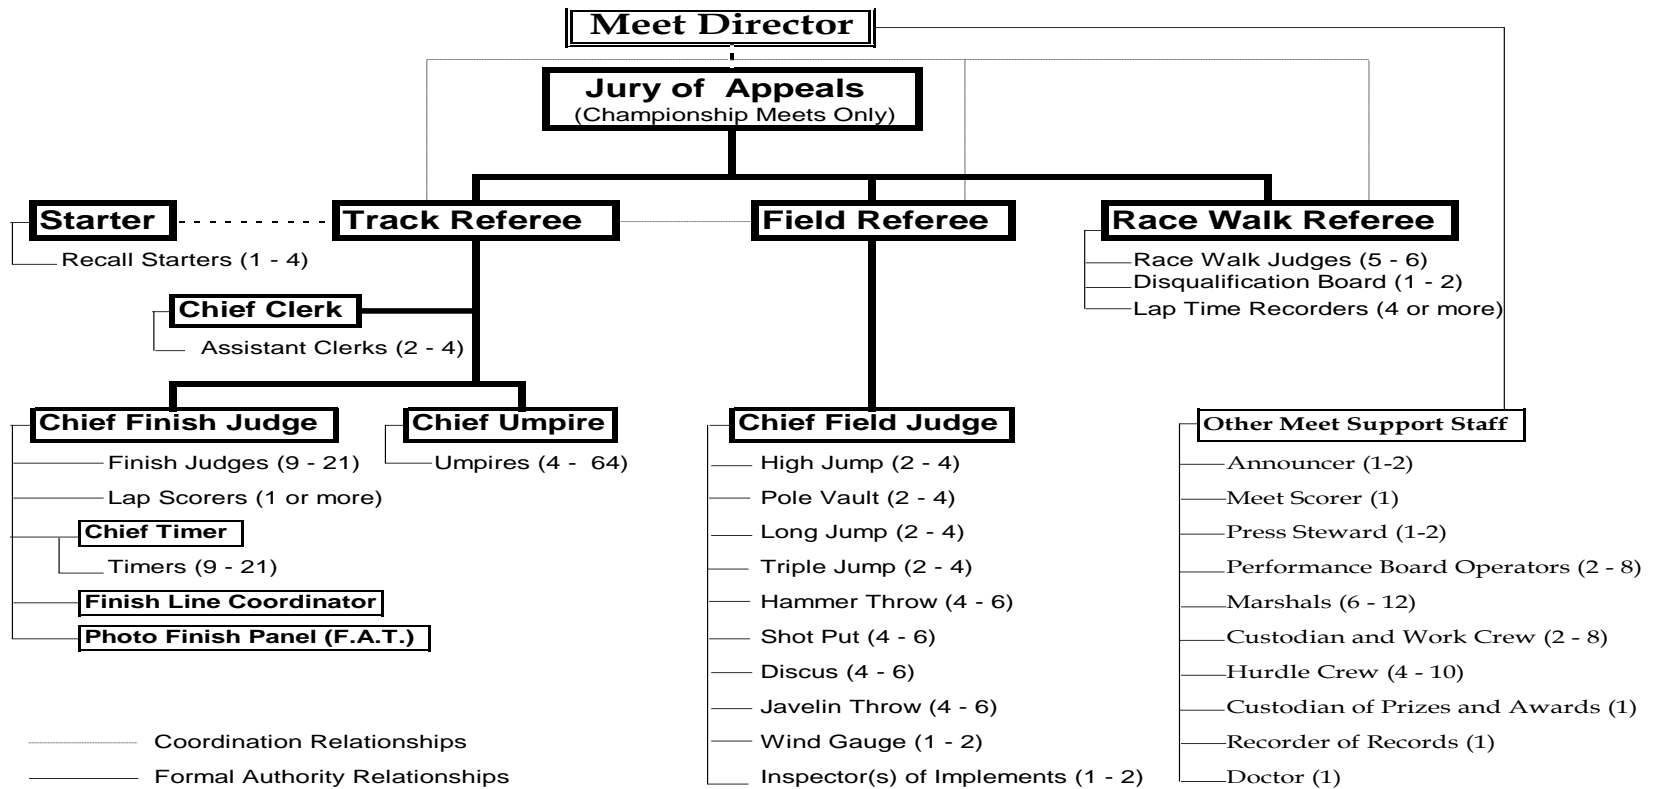 Meet Director
Jury of Appeals
(Championship Meets Only)
Starter
Track Referee
Field Referee
Race Walk Referee
Recall Starters (1 - 4)
Race Walk Judges (5 - 6)
Disqualification Board (1 - 2)
Lap Time Recorders (4 or more)
Chief Clerk
Assistant Clerks (2 - 4)
Chief Finish Judge
Finish Judges (9 - 21)
Lap Scorers (1 or more)
Chief Timer
Timers (9 - 21)
Finish Line Coordinator
Photo Finish Panel (F.A.T.)
Chief Umpire
Umpires (4 - 64)
Chief Field Judge
High Jump (2 - 4)
Pole Vault (2 - 4)
Long Jump (2 - 4)
Triple Jump (2 - 4)
Hammer Throw (4 - 6)
Shot Put (4 - 6)
Discus (4 - 6)
Javelin Throw (4 - 6)
Wind Gauge (1 - 2)
Inspector(s) of Implements (1 - 2)
Other Meet Support Staff
Announcer (1-2)
Meet Scorer (1)
Press Steward (1-2)
Performance Board Operators (2 - 8)
Marshals (6 - 12)
Custodian and Work Crew (2 - 8)
Hurdle Crew (4 - 10)
Custodian of Prizes and Awards (1)
Recorder of Records (1)
Doctor (1)
Coordination Relationships
Formal Authority Relationships